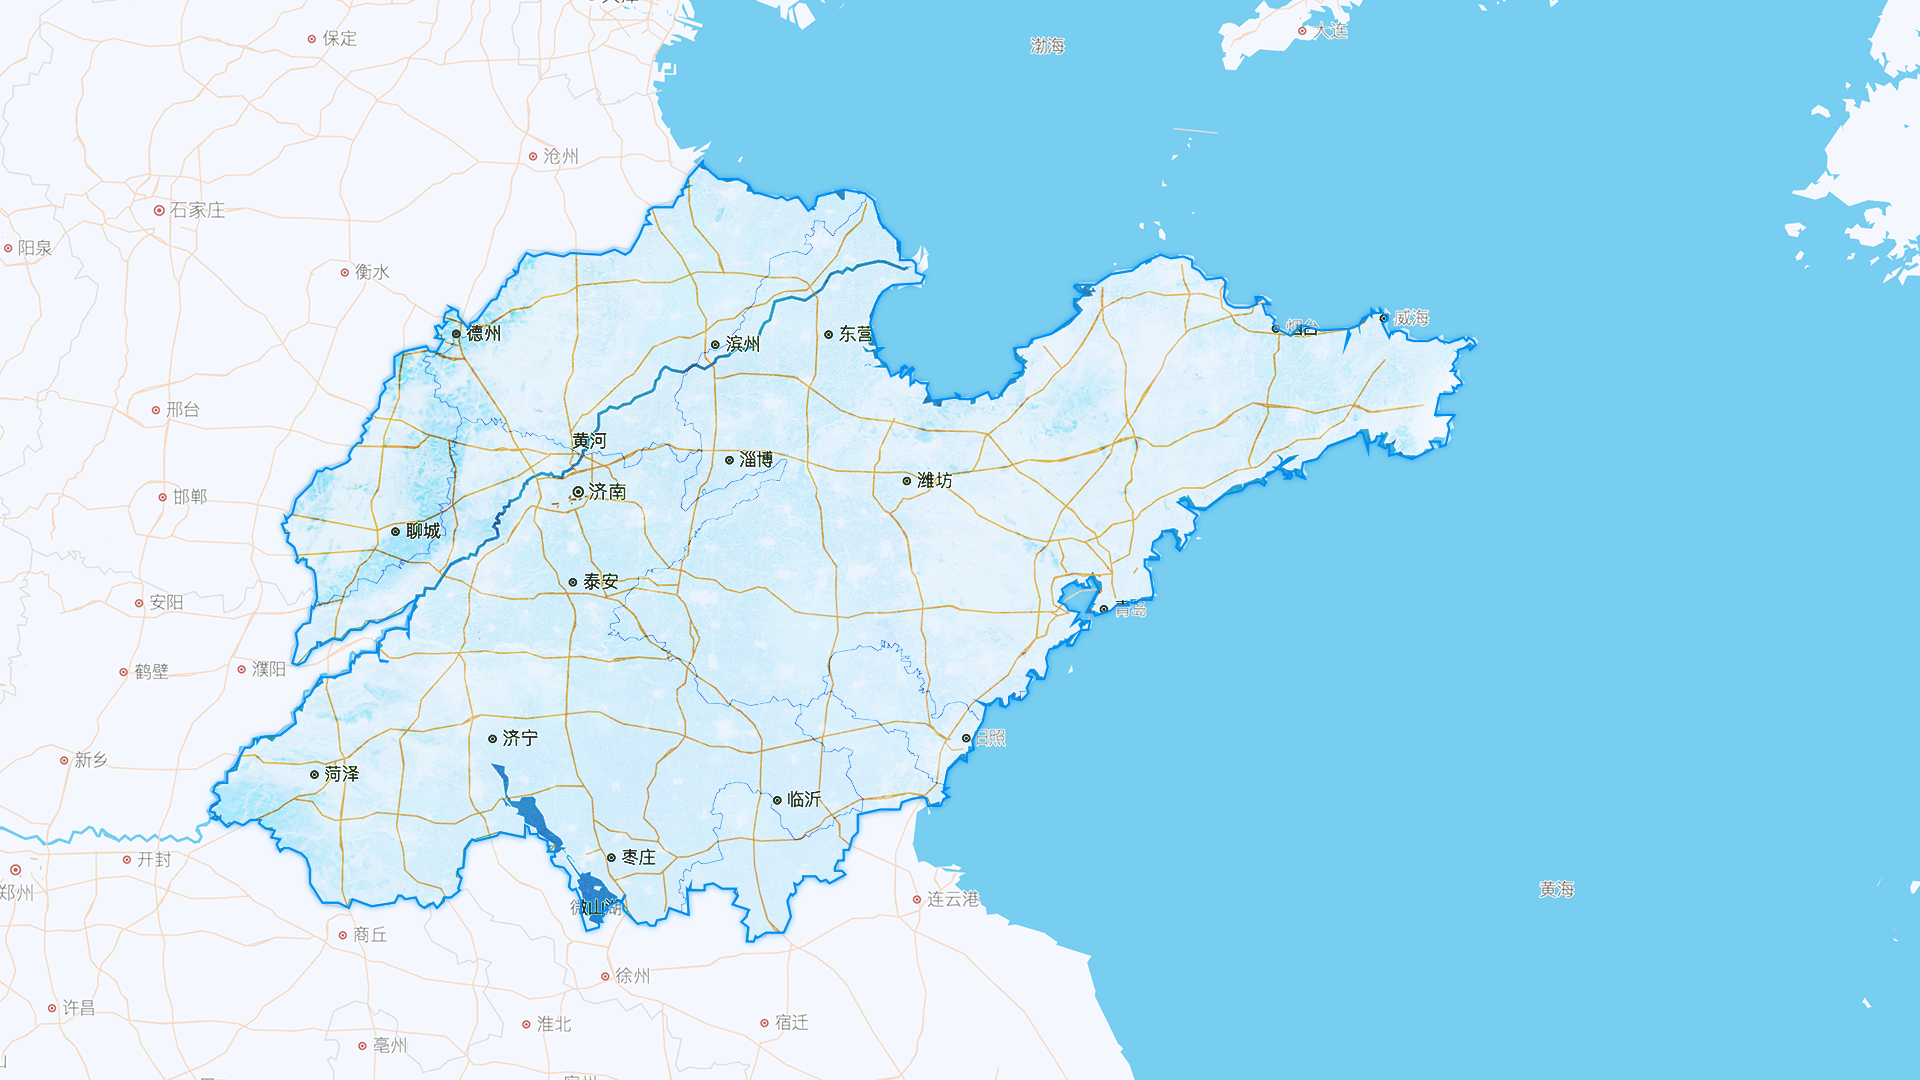 保定
渤海
大连
沧州
石家庄
阳泉
衡水
威海
烟台
德州
滨州
东营
邢台
黄河
淄博
潍坊
济南
邯郸
聊城
泰安
安阳
青岛
鹤壁
濮阳
日照
济宁
新乡
菏泽
临沂
枣庄
开封
郑州
黄海
连云港
微山湖
商丘
徐州
许昌
淮北
宿迁
亳州